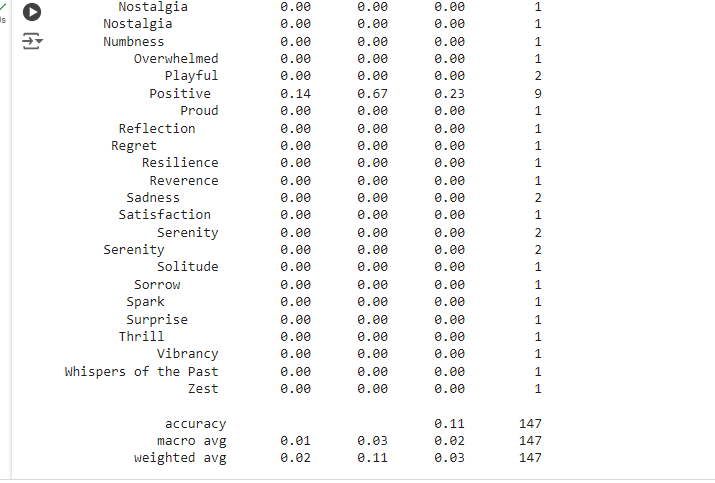 s
Nostalgia 0.00 0.00 0.00 1
Nostalgia 0.00 0.00 0.00 1
Numbness 0.00 0.00 0.00 1
Overwhelmed 0.00 0.00 0.00 1
Playful 0.00 0.00 0.00 2
Positive 0.14 0.67 0.23 9
Proud 0.00 0.00 0.00 1
Reflection 0.00 0.00 0.00 1
Regret 0.00 0.00 0.00 1
Resilience 0.00 0.00 0.00 1
Reverence 0.00 0.00 0.00 1
Sadness 0.00 0.00 0.00 2
Satisfaction 0.00 0.00 0.00 1
Serenity 0.00 0.00 0.00 2
Serenity 0.00 0.00 0.00 2
Solitude 0.00 0.00 0.00 1
Sorrow 0.00 0.00 0.00 1
Spark 0.00 0.00 0.00 1
Surprise 0.00 0.00 0.00 1
Thrill 0.00 0.00 0.00 1
Vibrancy 0.00 0.00 0.00 1
Whispers of the Past 0.00 0.00 0.00 1
Zest 0.00 0.00 0.00 1
accuracy 0.11 147
macro avg 0.01 0.03 0.02 147
weighted avg 0.02 0.11 0.03 147